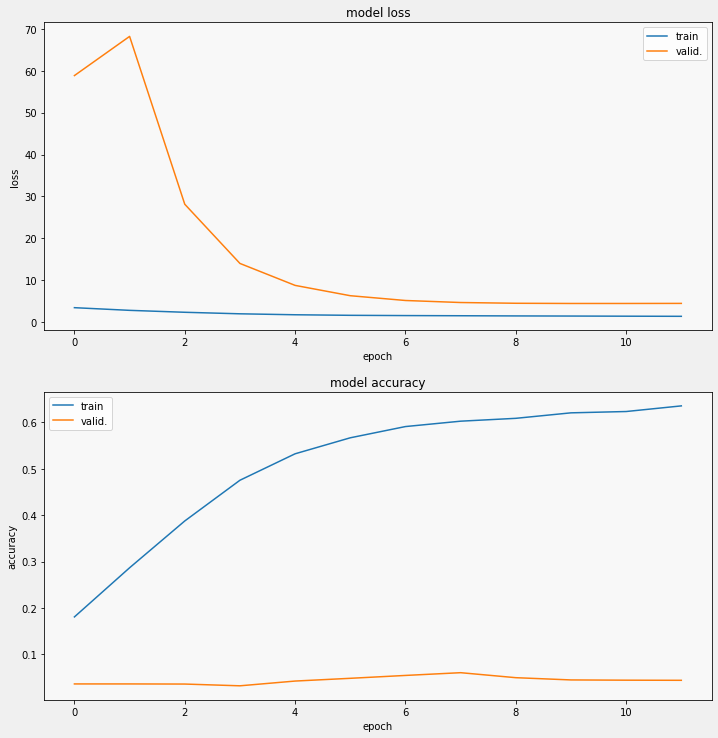 model loss
train
valid.
70
60
50
40
30
20
10
0
loss
0 2 4 6 8 10
epoch
model accuracy
train
valid.
0.6
0.5
0.4
0.3
0.2
0.1
accuracy
0 2 4 6 8 10
epoch